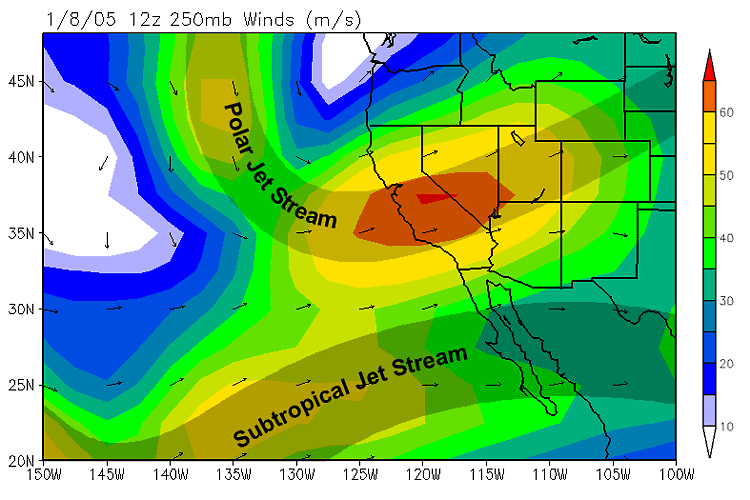 1/8/05 12z 250mb Winds (m/s)
45N
40N
35N
30N
25N
20N
150W 145W 140W 135W 130W 125W 120W 115W 110W 105W 100W
Polar Jet Stream
Subtropical Jet Stream
60
50
40
30
20
10